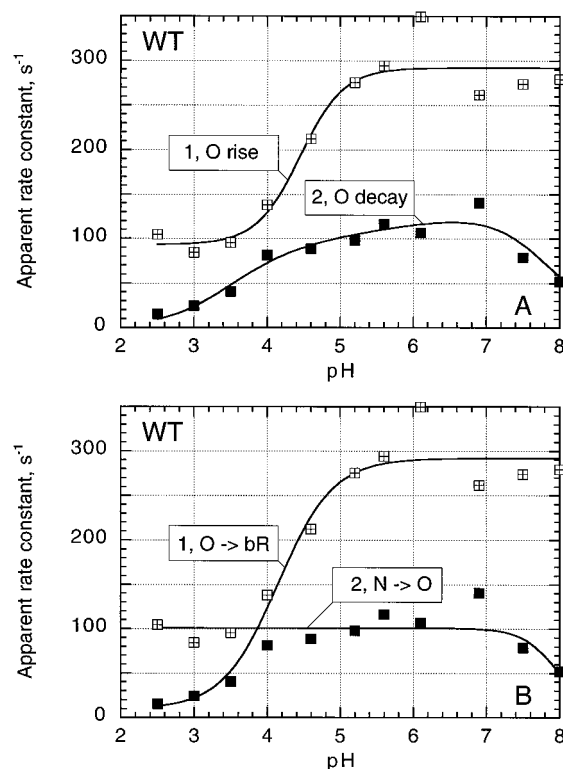 WT
Apparent rate constant, s⁻¹
300
200
100
0
1, O rise
2, O decay
A
2 3 4 5 6 7 8
pH
WT
Apparent rate constant, s⁻¹
300
200
100
0
1, O -> bR
2, N -> O
B
2 3 4 5 6 7 8
pH